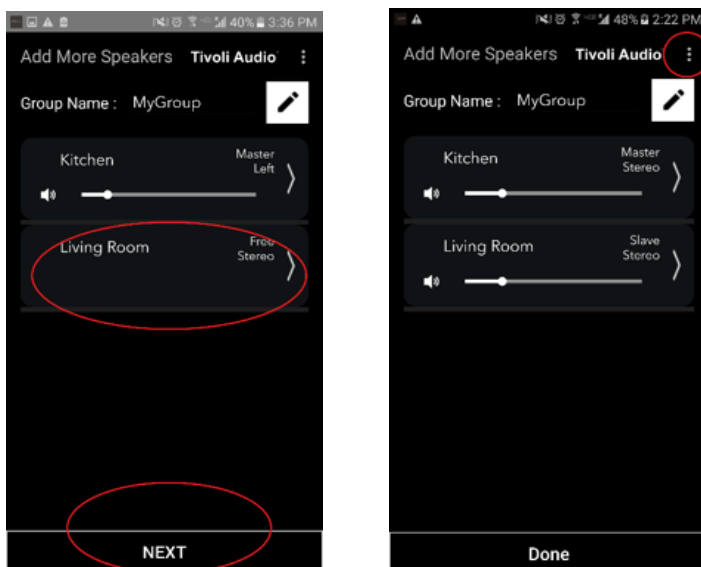 40% 3:36 PM
Add More Speakers Tivoli Audio
Group Name : MyGroup
Kitchen
Master
Left
Living Room
Free
Stereo
NEXT
48% 2:22 PM
Add More Speakers Tivoli Audio
Group Name : MyGroup
Kitchen
Master
Stereo
Living Room
Slave
Stereo
Done